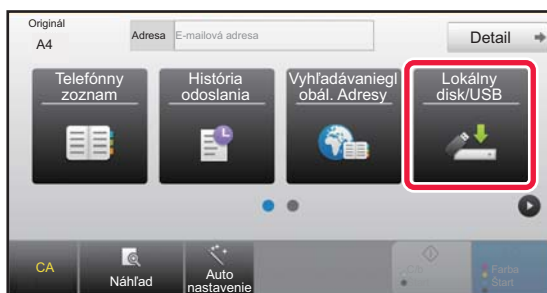 Originál
A4
Adresa E-mailová adresa
Detail
Telefónny
zoznam
História
odoslania
Vyhľadávaniegl
obál. Adresy
Lokálny
disk/USB
CA
Náhľad
Auto
nastavenie
Farba
Štart